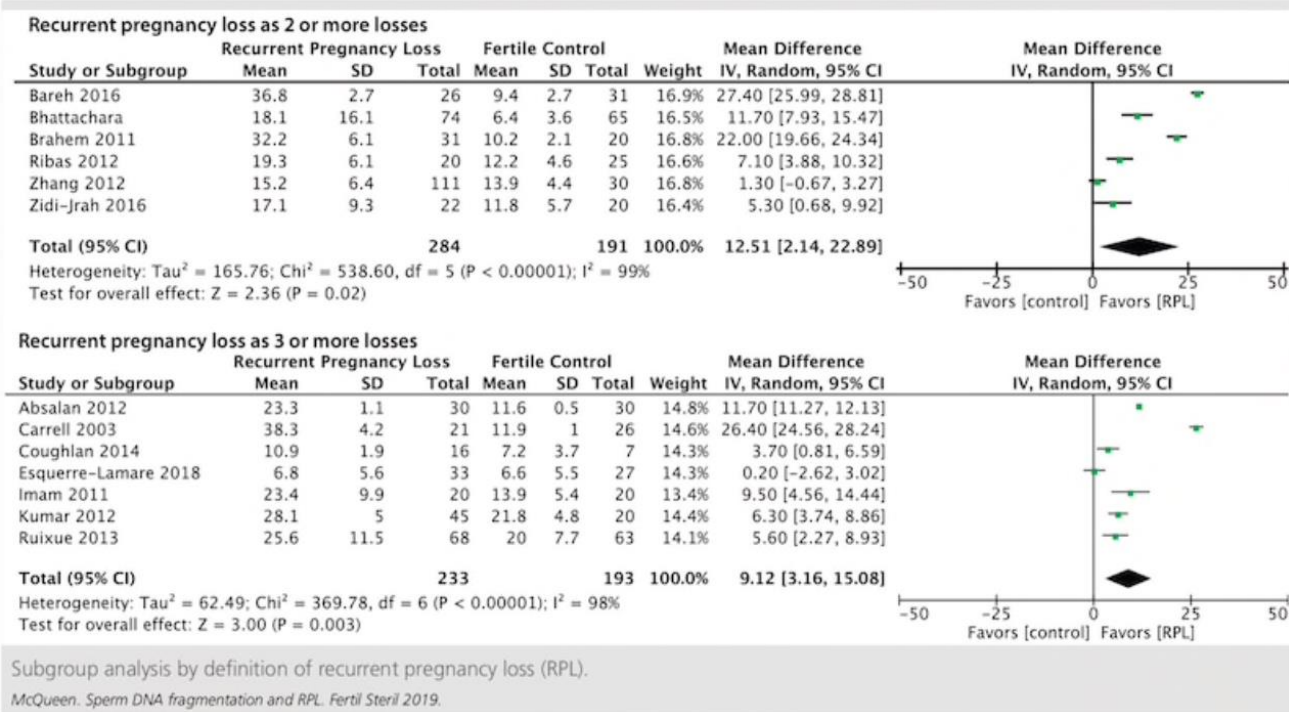 Recurrent pregnancy loss as 2 or more losses
Recurrent Pregnancy Loss Fertile Control Mean Difference Mean Difference
Study or Subgroup Mean SD Total Mean SD Total Weight IV, Random, 95% CI IV, Random, 95% CI
Bareh 2016 36.8 2.7 26 9.4 2.7 31 16.9% 27.40 [25.99, 28.81]
Bhattachara 18.1 16.1 74 6.4 3.6 65 16.5% 11.70 [7.93, 15.47]
Brahem 2011 32.2 6.1 31 10.2 2.1 20 16.8% 22.00 [19.66, 24.34]
Ribas 2012 19.3 6.1 20 12.2 4.6 25 16.6% 7.10 [3.88, 10.32]
Zhang 2012 15.2 6.4 111 13.9 4.4 30 16.8% 1.30 [-0.67, 3.27]
Zidi-Jrah 2016 17.1 9.3 22 11.8 5.7 20 16.4% 5.30 [0.68, 9.92]
Total (95% CI) 284 191 100.0% 12.51 [2.14, 22.89]
Heterogeneity: Tau² = 165.76; Chi² = 538.60, df = 5 (P < 0.00001); I² = 99%
Test for overall effect: Z = 2.36 (P = 0.02)
-50 -25 0 25 50
Favors [control] Favors [RPL]
Recurrent pregnancy loss as 3 or more losses
Recurrent Pregnancy Loss Fertile Control Mean Difference Mean Difference
Study or Subgroup Mean SD Total Mean SD Total Weight IV, Random, 95% CI IV, Random, 95% CI
Absalan 2012 23.3 1.1 30 11.6 0.5 30 14.8% 11.70 [11.27, 12.13]
Carrell 2003 38.3 4.2 21 11.9 1 26 14.6% 26.40 [24.56, 28.24]
Coughlan 2014 10.9 1.9 16 7.2 3.7 7 14.3% 3.70 [0.81, 6.59]
Esquerre-Lamare 2018 6.8 5.6 33 6.6 5.5 27 14.3% 0.20 [-2.62, 3.02]
Imam 2011 23.4 9.9 20 13.9 5.4 20 13.4% 9.50 [4.56, 14.44]
Kumar 2012 28.1 5 45 21.8 4.8 20 14.4% 6.30 [3.74, 8.86]
Ruixue 2013 25.6 11.5 68 20 7.7 63 14.1% 5.60 [2.27, 8.93]
Total (95% CI) 233 193 100.0% 9.12 [3.16, 15.08]
Heterogeneity: Tau² = 62.49; Chi² = 369.78, df = 6 (P < 0.00001); I² = 98%
Test for overall effect: Z = 3.00 (P = 0.003)
-50 -25 0 25 50
Favors [control] Favors [RPL]
Subgroup analysis by definition of recurrent pregnancy loss (RPL).
McQueen. Sperm DNA fragmentation and RPL. Fertil Steril 2019.